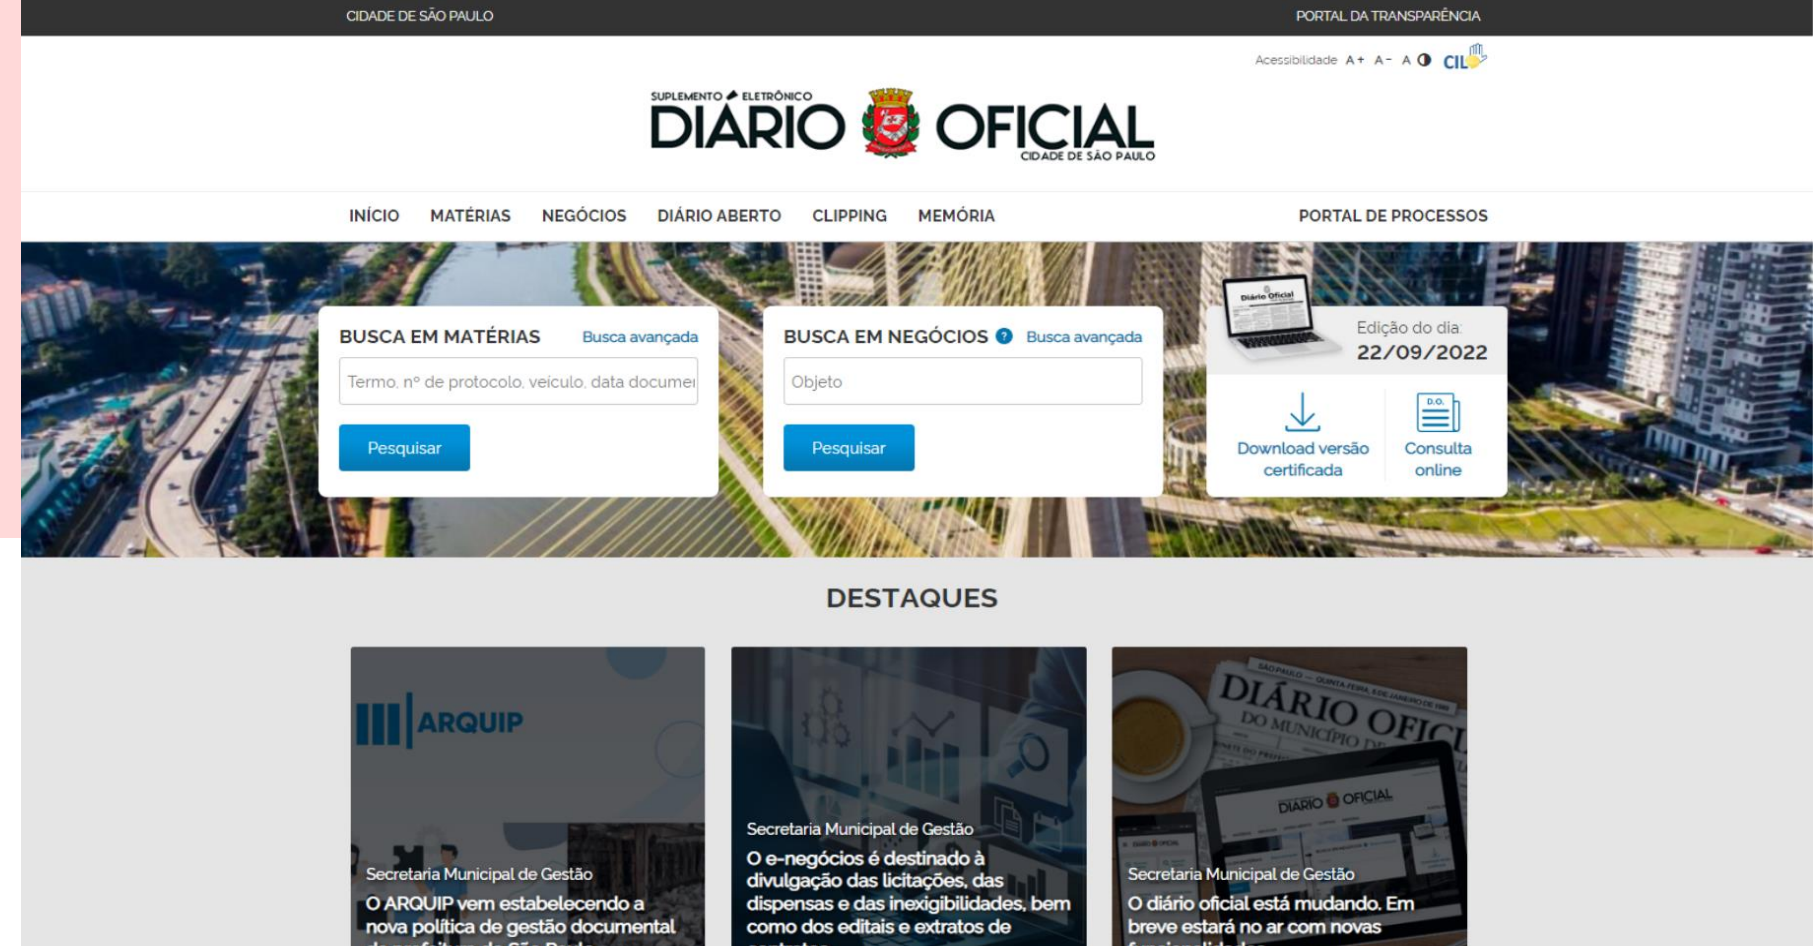 CIDADE DE SÃO PAULO
PORTAL DA TRANSPARÊNCIA
Acessibilidade A+ A- A CIL
SUPLEMENTO ELETRÔNICO
DIÁRIO OFICIAL
CIDADE DE SÃO PAULO
INÍCIO MATÉRIAS NEGÓCIOS DIÁRIO ABERTO CLIPPING MEMÓRIA PORTAL DE PROCESSOS
BUSCA EM MATÉRIAS Busca avançada
Termo, nº de protocolo, veículo, data documen
Pesquisar
BUSCA EM NEGÓCIOS ? Busca avançada
Objeto
Pesquisar
Diário Oficial
Edição do dia:
22/09/2022
Download versão
certificada
D.O.
Consulta
online
DESTAQUES
ARQUIP
Secretaria Municipal de Gestão
O ARQUIP vem estabelecendo a
nova política de gestão documental
Secretaria Municipal de Gestão
O e-negócios é destinado à
divulgação das licitações, das
dispensas e das inexigibilidades, bem
como dos editais e extratos de
DIÁRIO OFICI
DO MUNICÍPIO DE
DIÁRIO OFICIAL
Secretaria Municipal de Gestão
O diário oficial está mudando. Em
breve estará no ar com novas